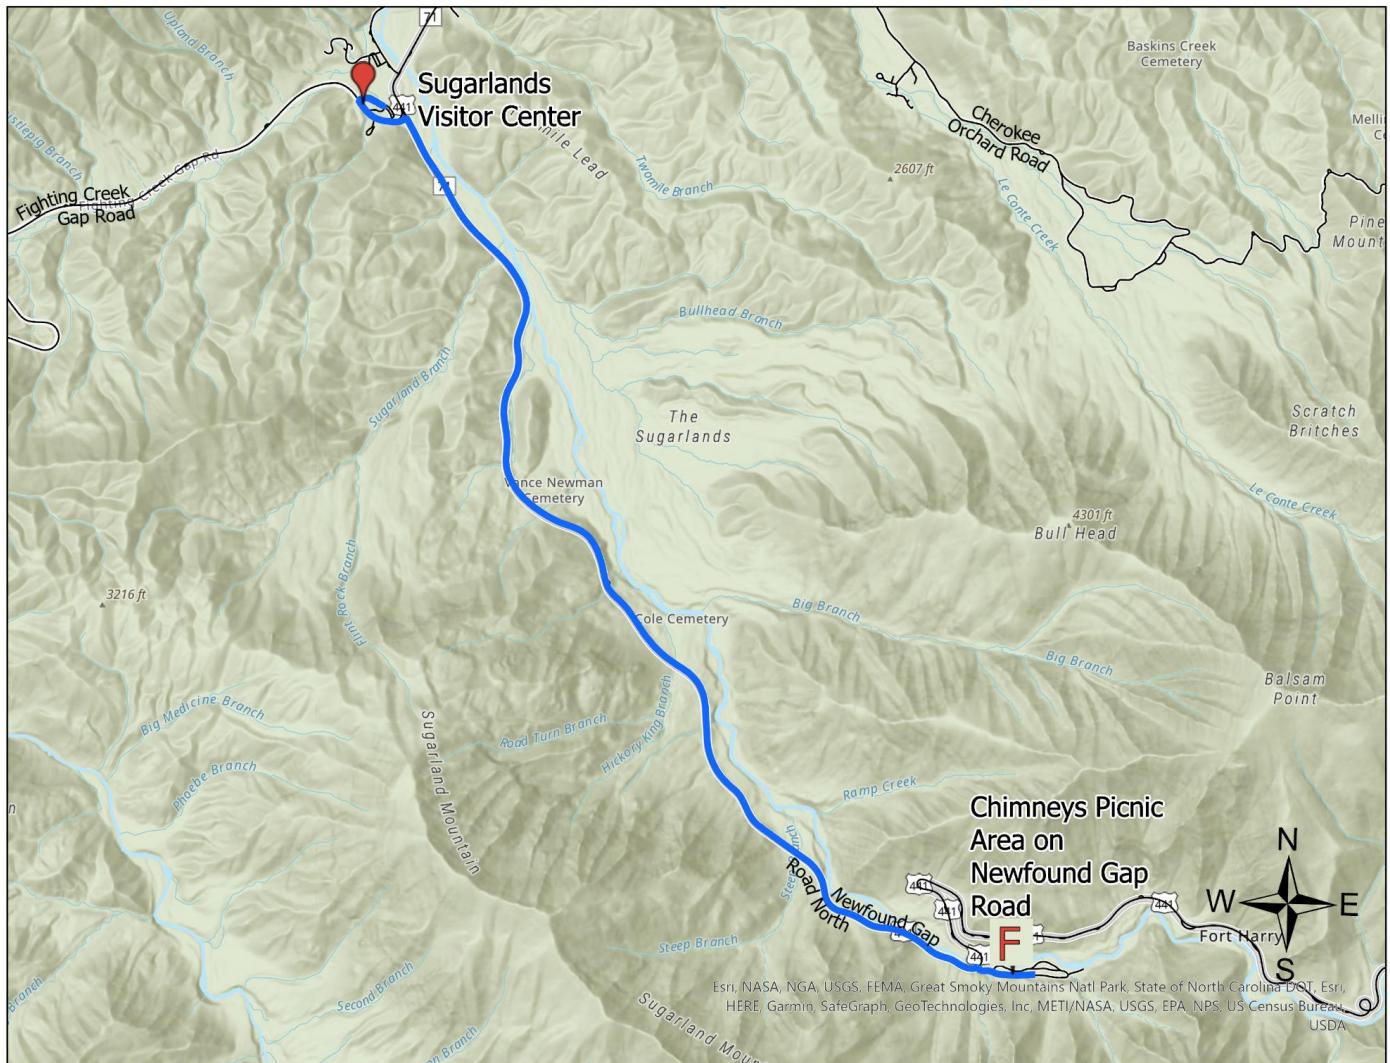 71
Upland Branch
Baskins Creek
Cemetery
Sugarlands
Visitor Center
441
Cherokee
Orchard Road
2607 ft
Twomile Branch
Le Conte Creek
Fighting Creek Gap Rd
Fighting Creek
Gap Road
71
Bullhead Branch
Sugarland Branch
The
Sugarlands
Scratch
Britches
Vance Newman
Cemetery
Le Conte Creek
4301 ft
Bull Head
Flint Rock Branch
3216 ft
Big Branch
Cole Cemetery
Big Branch
Balsam
Point
Big Medicine Branch
Road Turn Branch
Hickory King Branch
Sugarland Mountain
Phoebe Branch
Ramp Creek
Chimneys Picnic
Area on
Newfound Gap
Road
N
W
E
S
441
441
441
441
Newfound Gap
Road North
F
Fort Harry
Steep Branch
Second Branch
Esri, NASA, NGA, USGS, FEMA, Great Smoky Mountains Natl Park, State of North Carolina DOT, Esri,
HERE, Garmin, SafeGraph, GeoTechnologies, Inc, METI/NASA, USGS, EPA, NPS, US Census Bureau,
USDA